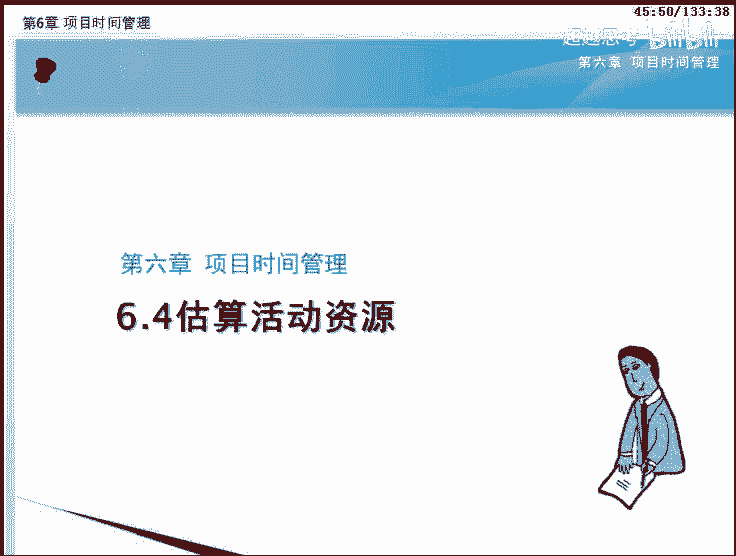 第6章 项目时间管理
45:50/133:38
bilibili
第六章 项目时间管理
第六章 项目时间管理
6.4估算活动资源